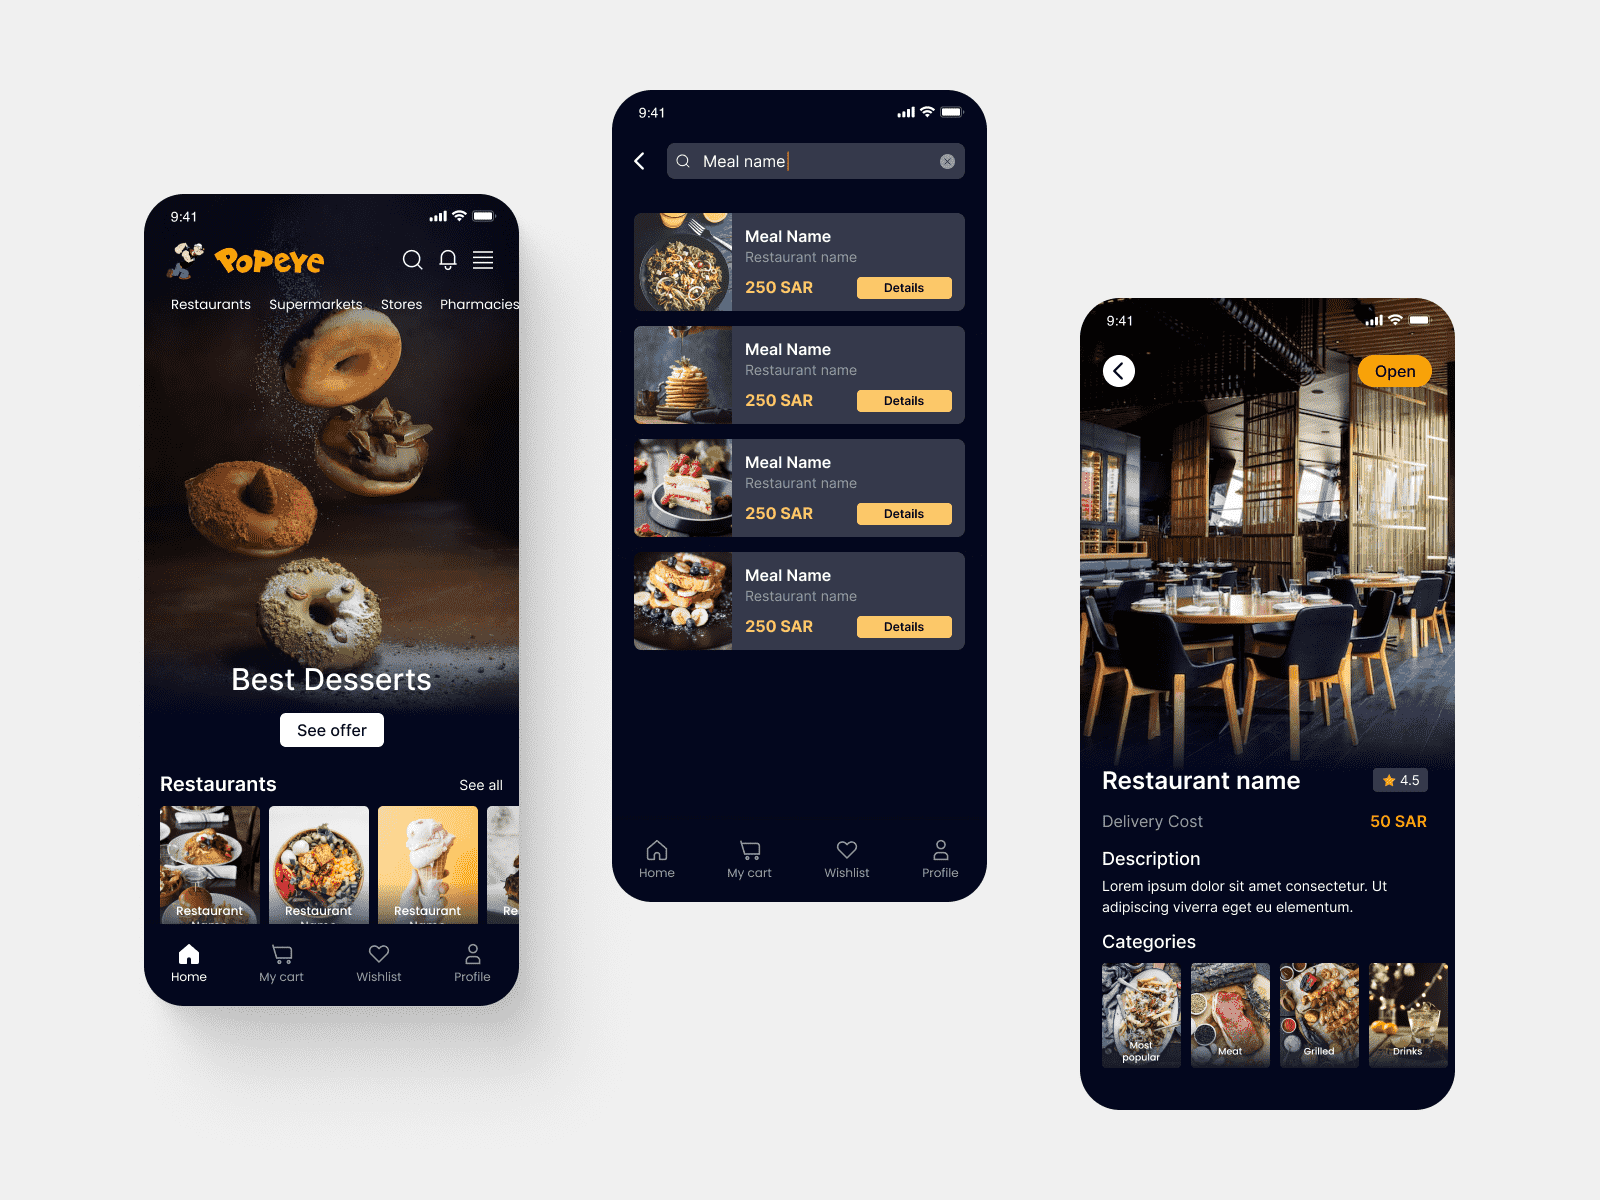 9:41
Popeye
Restaurants Supermarkets Stores Pharmacies
Best Desserts
See offer
Restaurants See all
Restaurant Restaurant Restaurant Re
Name Name Name
Home My cart Wishlist Profile
9:41
Meal name
Meal Name
Restaurant name
250 SAR Details
Meal Name
Restaurant name
250 SAR Details
Meal Name
Restaurant name
250 SAR Details
Meal Name
Restaurant name
250 SAR Details
Home My cart Wishlist Profile
9:41
Open
Restaurant name 4.5
Delivery Cost 50 SAR
Description
Lorem ipsum dolor sit amet consectetur. Ut
adipiscing viverra eget eu elementum.
Categories
Most
popular Meat Grilled Drinks